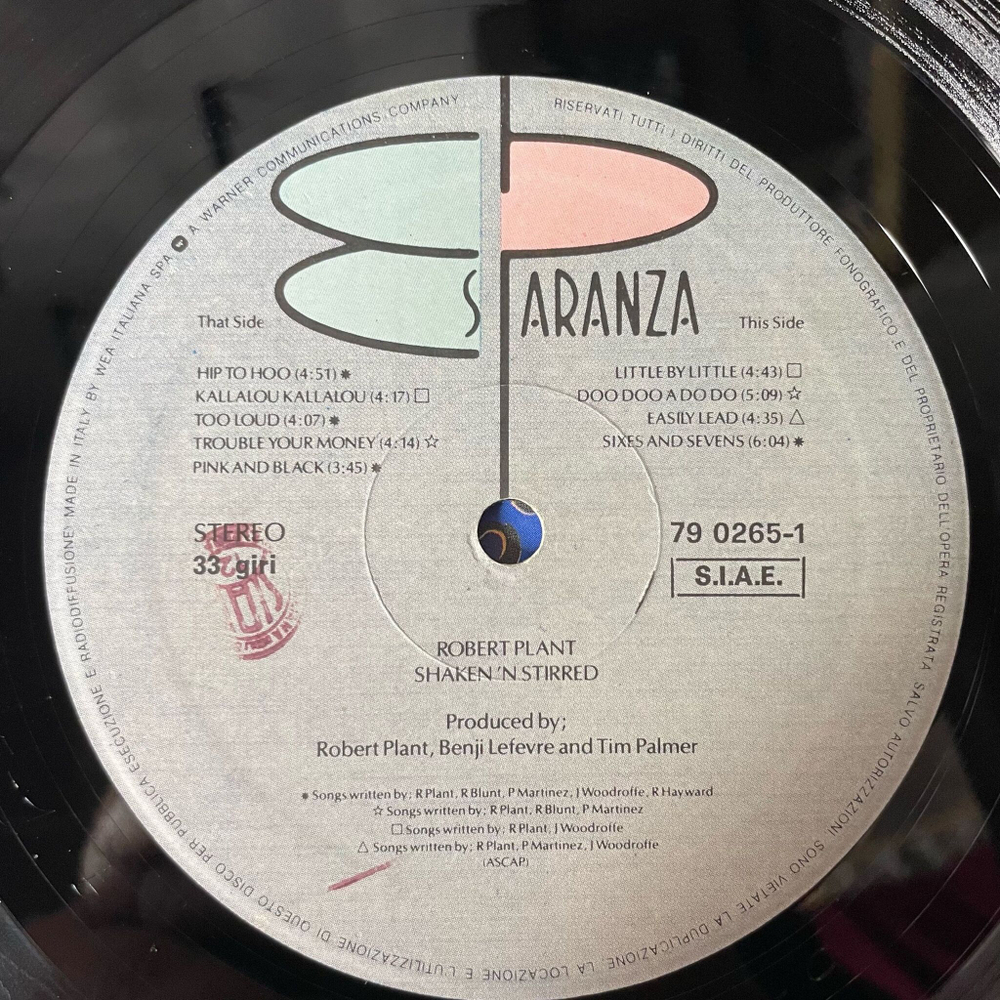 RISERVATI TUTTI I DIRITTI DEL PRODUTTORE FONOGRAFICO E DEL PROPRIETARIO DELL'OPERA REGISTRATA SALVO AUTORIZZAZIONI SONO VIETATE LA DUPLICAZIONE LA LOCAZIONE E L'UTILIZZAZIONE DI QUESTO DISCO PER PUBBLICA ESECUZIONE E RADIODIFFUSIONE) MADE IN ITALY BY WEA ITALIANA SPA A WARNER COMMUNICATIONS COMPANY
ES PARANZA
That Side
HIP TO HOO (4:51) ✷
KALLALOU KALLALOU (4:17) □
TOO LOUD (4:07) ✷
TROUBLE YOUR MONEY (4:14) ☆
PINK AND BLACK (3:45) ✷
This Side
LITTLE BY LITTLE (4:43) □
DOO DOO A DO DO (5:09) ☆
EASILY LEAD (4:35) △
SIXES AND SEVENS (6:04) ✷
STEREO
33 giri
79 0265-1
S.I.A.E.
ROBERT PLANT
SHAKEN 'N STIRRED
Produced by;
Robert Plant, Benji Lefevre and Tim Palmer
✷ Songs written by; R Plant, R Blunt, P Martinez, J Woodroffe, R Hayward
☆ Songs written by; R Plant, R Blunt, P Martinez
□ Songs written by; R Plant, J Woodroffe
△ Songs written by; R Plant, P Martinez, J Woodroffe
(ASCAP)